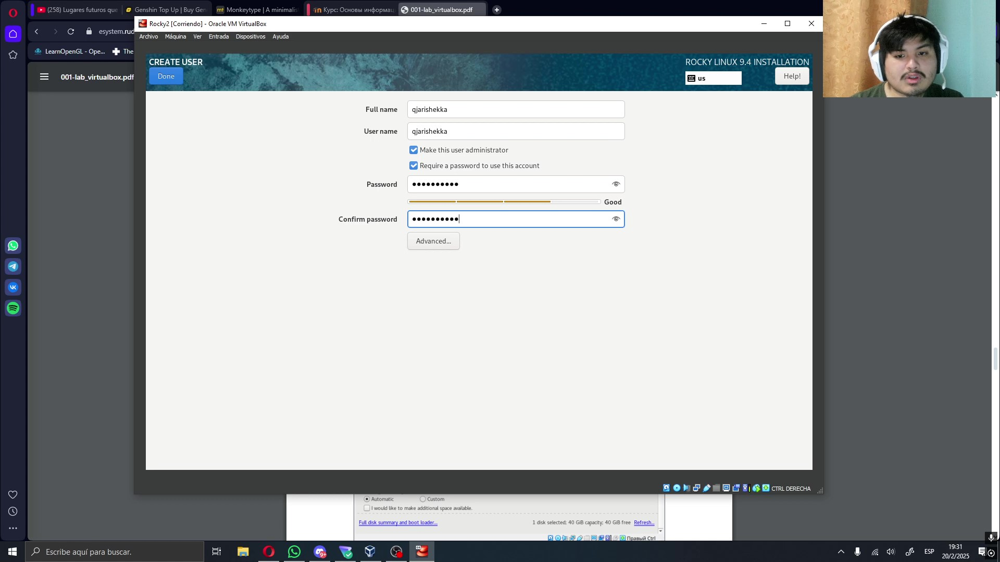 (258) Lugares futuros que
Genshin Top Up | Buy Gen
mt Monkeytype | A minimalis
Курс: Основы информац
001-lab_virtualbox.pdf
Rocky2 [Corriendo] - Oracle VM VirtualBox
esystem.rud
Archivo Máquina Ver Entrada Dispositivos Ayuda
LearnOpenGL - Ope...
The
001-lab_virtualbox.pdf
CREATE USER
ROCKY LINUX 9.4 INSTALLATION
Done
us
Help!
Full name qjarishekka
User name qjarishekka
Make this user administrator
Require a password to use this account
Password ●●●●●●●●●●
Good
Confirm password ●●●●●●●●●●
Advanced...
CTRL DERECHA
Automatic Custom
I would like to make additional space available.
Full disk summary and boot loader...
1 disk selected; 40 GiB capacity; 40 GiB free Refresh...
Правый Ctrl
Escribe aquí para buscar.
9+
ESP
19:31
20/2/2025